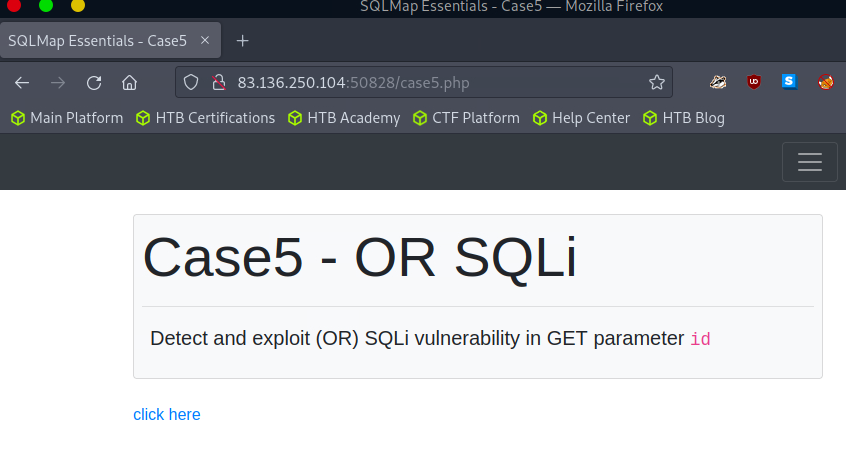 SQLMap Essentials - Case5 — Mozilla Firefox
SQLMap Essentials - Case5 × +
83.136.250.104:50828/case5.php
Main Platform HTB Certifications HTB Academy CTF Platform Help Center HTB Blog
Case5 - OR SQLi
Detect and exploit (OR) SQLi vulnerability in GET parameter id
click here